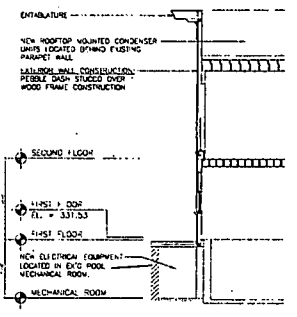 ENTABLATURE
NEW ROOFTOP MOUNTED CONDENSER
UNITS LOCATED BEHIND EXISTING
PARAPET WALL
EXTERIOR WALL CONSTRUCTION:
PEBBLE DASH STUCCO OVER
WOOD FRAME CONSTRUCTION
SECOND FLOOR
FIRST FLOOR
EL. = 331.53
FIRST FLOOR
NEW ELECTRICAL EQUIPMENT
LOCATED IN EX'G POOL
MECHANICAL ROOM.
MECHANICAL ROOM